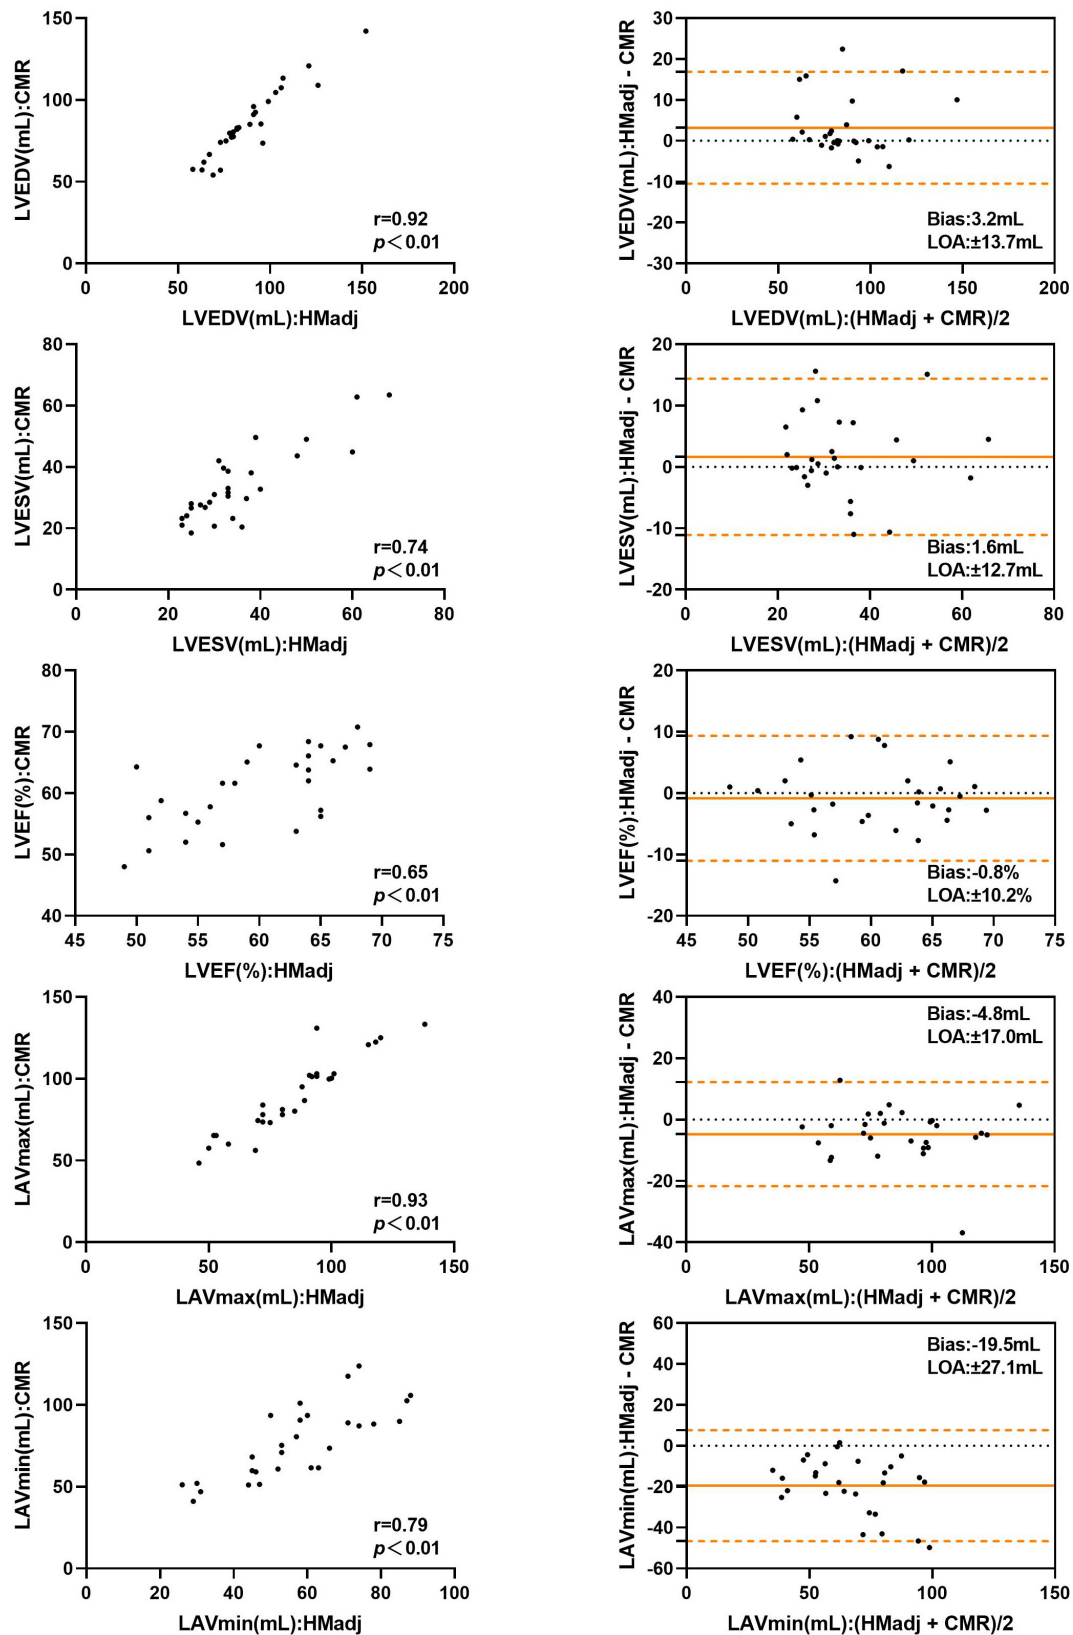 150
100
50
0
LVEDV(mL):CMR
r=0.92
p<0.01
0 50 100 150 200
LVEDV(mL):HMadj
30
20
10
0
-10
-20
-30
LVEDV(mL):HMadj - CMR
Bias:3.2mL
LOA:±13.7mL
0 50 100 150 200
LVEDV(mL):(HMadj + CMR)/2
80
60
40
20
0
LVESV(mL):CMR
r=0.74
p<0.01
0 20 40 60 80
LVESV(mL):HMadj
20
10
0
-10
-20
LVESV(mL):HMadj - CMR
Bias:1.6mL
LOA:±12.7mL
0 20 40 60 80
LVESV(mL):(HMadj + CMR)/2
80
70
60
50
40
LVEF(%):CMR
r=0.65
p<0.01
45 50 55 60 65 70 75
LVEF(%):HMadj
20
10
0
-10
-20
LVEF(%):HMadj - CMR
Bias:-0.8%
LOA:±10.2%
45 50 55 60 65 70 75
LVEF(%):(HMadj + CMR)/2
150
100
50
0
LAVmax(mL):CMR
r=0.93
p<0.01
0 50 100 150
LAVmax(mL):HMadj
40
20
0
-20
-40
LAVmax(mL):HMadj - CMR
Bias:-4.8mL
LOA:±17.0mL
0 50 100 150
LAVmax(mL):(HMadj + CMR)/2
150
100
50
0
LAVmin(mL):CMR
r=0.79
p<0.01
0 20 40 60 80 100
LAVmin(mL):HMadj
60
40
20
0
-20
-40
-60
LAVmin(mL):HMadj - CMR
Bias:-19.5mL
LOA:±27.1mL
0 50 100 150
LAVmin(mL):(HMadj + CMR)/2